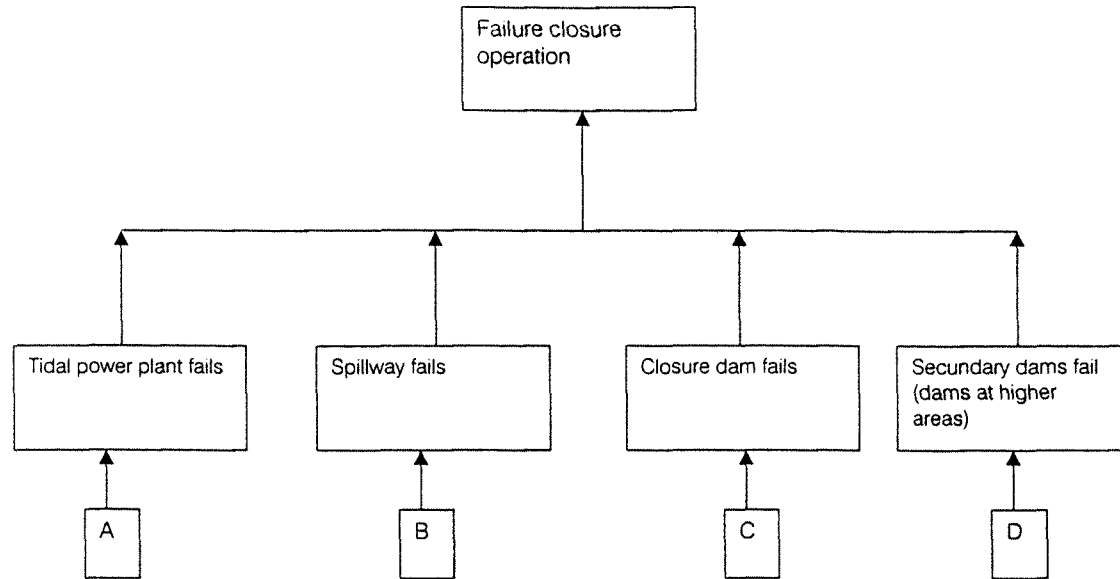 Failure closure
operation
Tidal power plant fails
Spillway fails
Closure dam fails
Secundary dams fail
(dams at higher
areas)
A
B
C
D